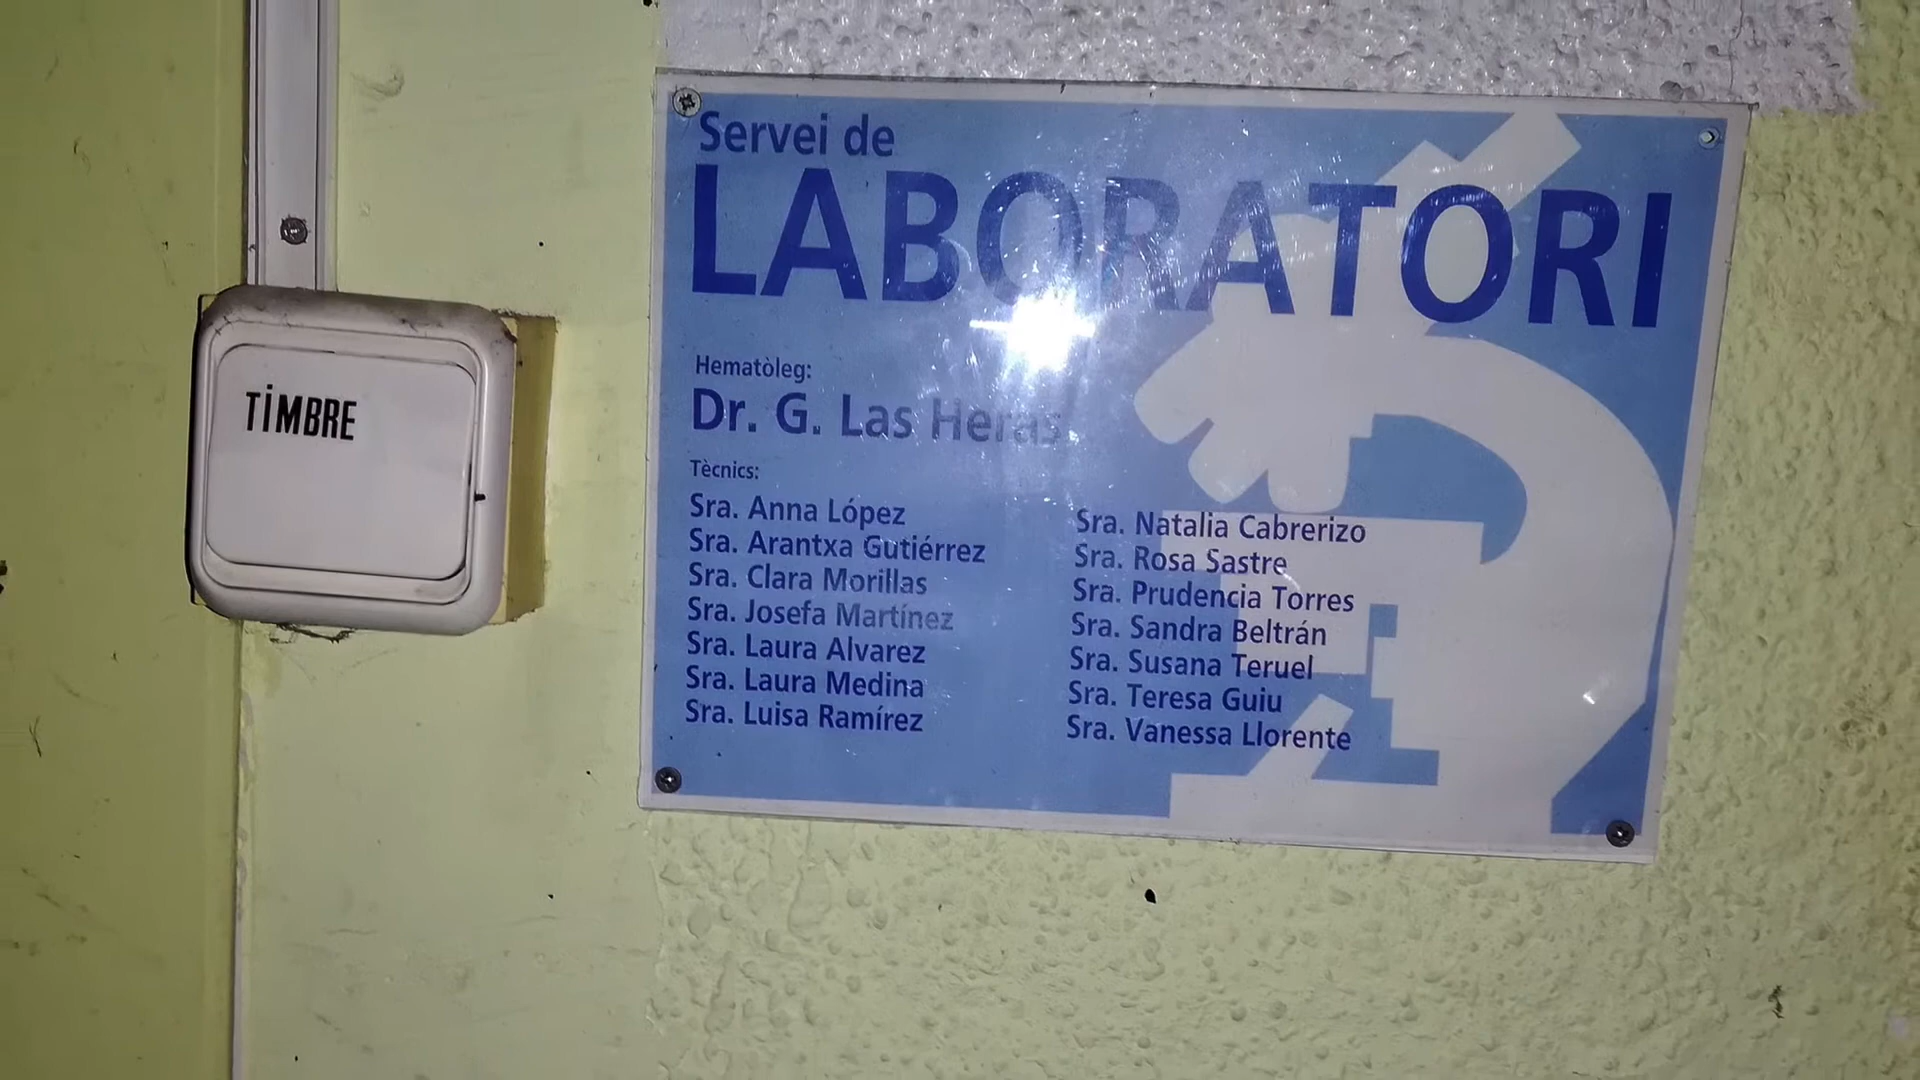 TiMBRE
Servei de
LABORATORI
Hematòleg:
Dr. G. Las Heras
Tècnics:
Sra. Anna López
Sra. Arantxa Gutiérrez
Sra. Clara Morillas
Sra. Josefa Martínez
Sra. Laura Alvarez
Sra. Laura Medina
Sra. Luisa Ramírez
Sra. Natalia Cabrerizo
Sra. Rosa Sastre
Sra. Prudencia Torres
Sra. Sandra Beltrán
Sra. Susana Teruel
Sra. Teresa Guiu
Sra. Vanessa Llorente